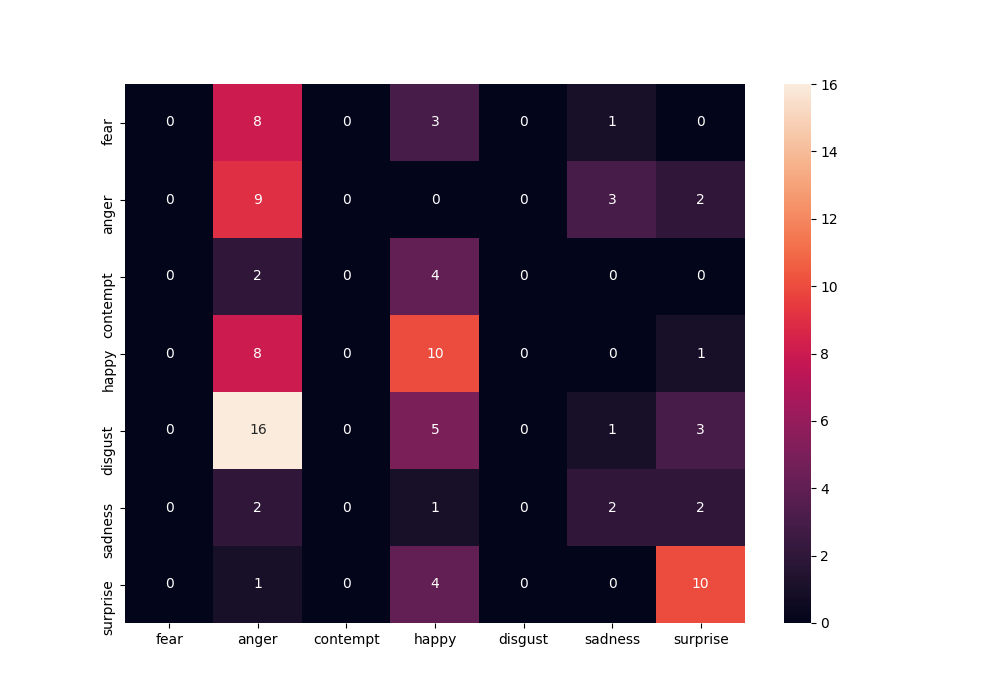 fear 0 8 0 3 0 1 0
anger 0 9 0 0 0 3 2
contempt 0 2 0 4 0 0 0
happy 0 8 0 10 0 0 1
disgust 0 16 0 5 0 1 3
sadness 0 2 0 1 0 2 2
surprise 0 1 0 4 0 0 10
fear anger contempt happy disgust sadness surprise
16
14
12
10
8
6
4
2
0